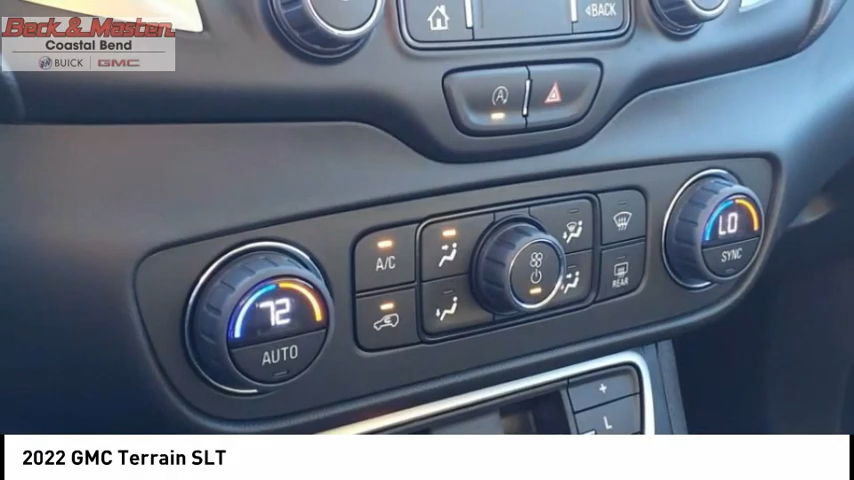 Beck & Masten
Coastal Bend
BUICK | GMC
◁BACK
A
A/C
72
AUTO
REAR
LO
SYNC
+
L
2022 GMC Terrain SLT